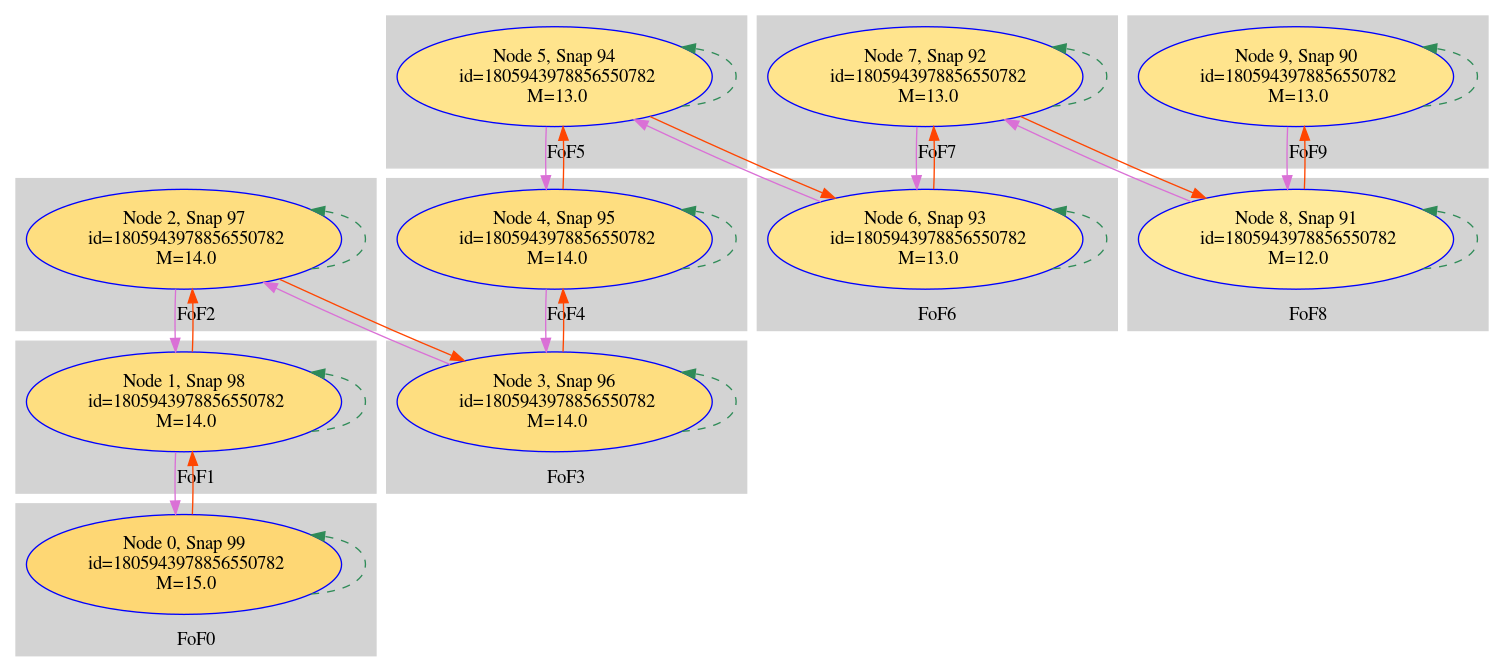 Node 5, Snap 94
id=1805943978856550782
M=13.0
FoF5
Node 7, Snap 92
id=1805943978856550782
M=13.0
FoF7
Node 9, Snap 90
id=1805943978856550782
M=13.0
FoF9
Node 2, Snap 97
id=1805943978856550782
M=14.0
FoF2
Node 4, Snap 95
id=1805943978856550782
M=14.0
FoF4
Node 6, Snap 93
id=1805943978856550782
M=13.0
FoF6
Node 8, Snap 91
id=1805943978856550782
M=12.0
FoF8
Node 1, Snap 98
id=1805943978856550782
M=14.0
FoF1
Node 3, Snap 96
id=1805943978856550782
M=14.0
FoF3
Node 0, Snap 99
id=1805943978856550782
M=15.0
FoF0